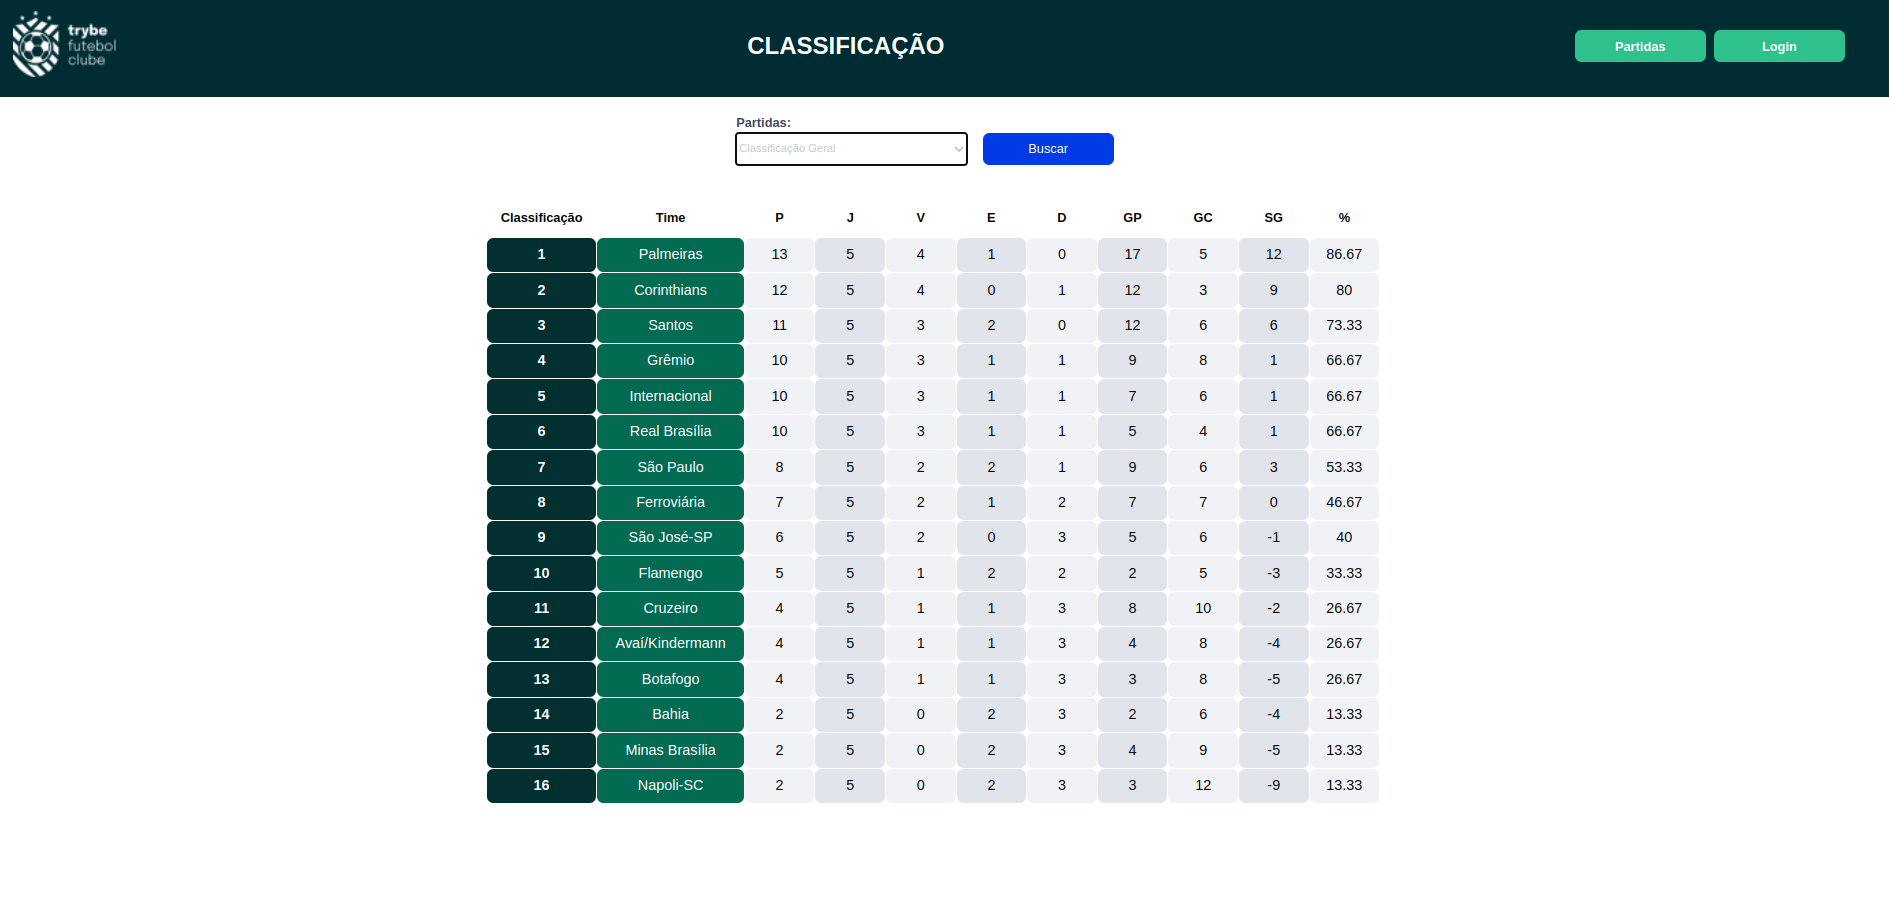 trybe
futebol
clube
CLASSIFICAÇÃO
Partidas Login
Partidas:
Classificação Geral
Buscar
Classificação Time P J V E D GP GC SG %
1 Palmeiras 13 5 4 1 0 17 5 12 86.67
2 Corinthians 12 5 4 0 1 12 3 9 80
3 Santos 11 5 3 2 0 12 6 6 73.33
4 Grêmio 10 5 3 1 1 9 8 1 66.67
5 Internacional 10 5 3 1 1 7 6 1 66.67
6 Real Brasília 10 5 3 1 1 5 4 1 66.67
7 São Paulo 8 5 2 2 1 9 6 3 53.33
8 Ferroviária 7 5 2 1 2 7 7 0 46.67
9 São José-SP 6 5 2 0 3 5 6 -1 40
10 Flamengo 5 5 1 2 2 2 5 -3 33.33
11 Cruzeiro 4 5 1 1 3 8 10 -2 26.67
12 Avaí/Kindermann 4 5 1 1 3 4 8 -4 26.67
13 Botafogo 4 5 1 1 3 3 8 -5 26.67
14 Bahia 2 5 0 2 3 2 6 -4 13.33
15 Minas Brasília 2 5 0 2 3 4 9 -5 13.33
16 Napoli-SC 2 5 0 2 3 3 12 -9 13.33